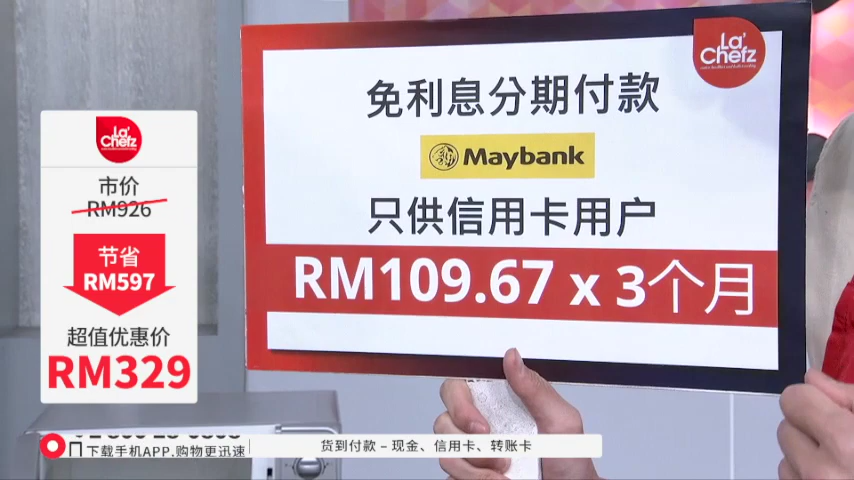 La'
Chefz
市价
RM926
节省
RM597
超值优惠价
RM329
La'
Chefz
免利息分期付款
Maybank
只供信用卡用户
RM109.67 x 3个月
下载手机APP,购物更迅速
货到付款 – 现金、信用卡、转账卡